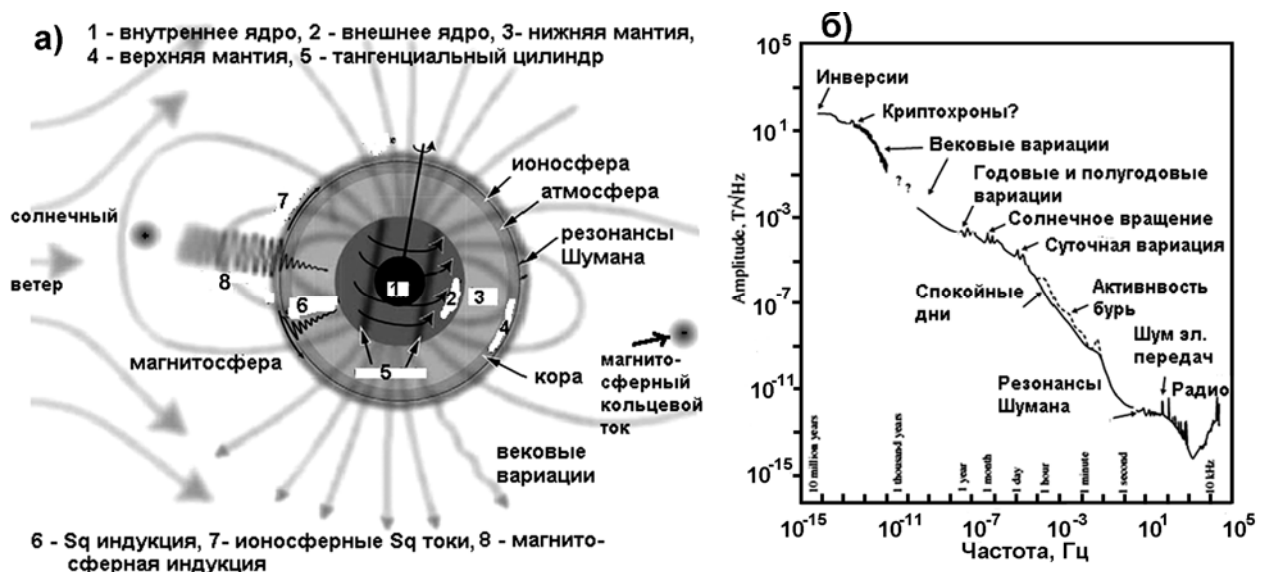 а) 1 - внутреннее ядро, 2 - внешнее ядро, 3- нижняя мантия,
4 - верхняя мантия, 5 - тангенциальный цилиндр
ионосфера
атмосфера
резонансы
Шумана
7
солнечный
ветер
8
6
1
2
3
4
5
магнитосфера
кора
магнито-
сферный
кольцевой
ток
вековые
вариации
6 - Sq индукция, 7- ионосферные Sq токи, 8 - магнито-
сферная индукция
б)
10⁵
10¹
10⁻³
10⁻⁷
10⁻¹¹
10⁻¹⁵
Amplitude, T/√Hz
Инверсии
Криптохроны?
Вековые вариации
? ?
Годовые и полугодовые
вариации
Солнечное вращение
Суточная вариация
Спокойные
дни
Активнвость
бурь
Шум эл.
передач
Резонансы
Шумана
Радио
10 million years
1 thousand years
1 year
1 month
1 day
1 hour
1 minute
1 second
10 kHz
10⁻¹⁵ 10⁻¹¹ 10⁻⁷ 10⁻³ 10¹ 10⁵
Частота, Гц